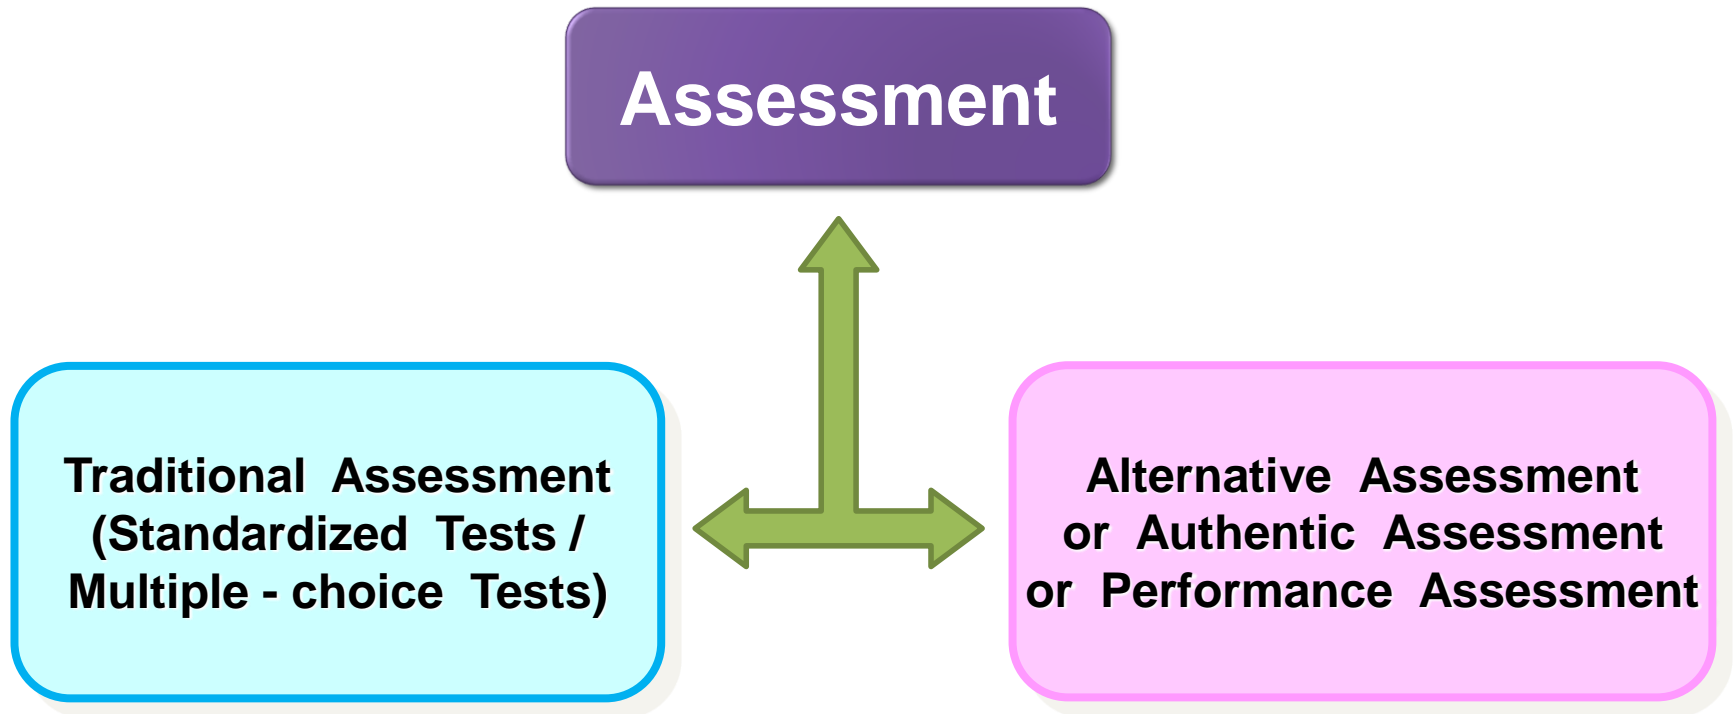 Assessment
Traditional Assessment
(Standardized Tests /
Multiple - choice Tests)
Alternative Assessment
or Authentic Assessment
or Performance Assessment